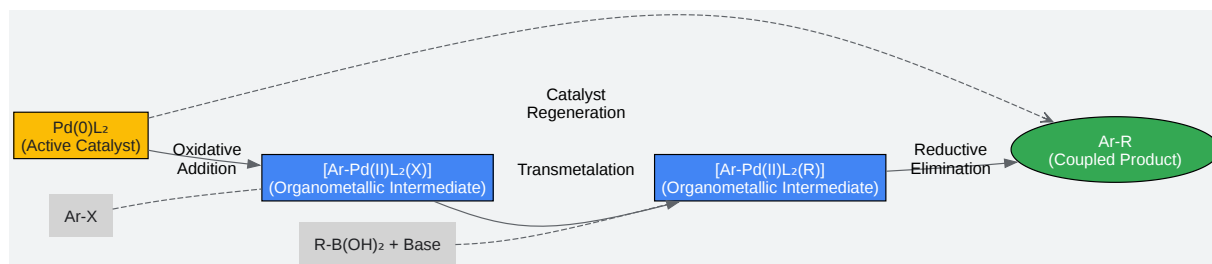 Catalyst
Regeneration
Pd(0)L₂
(Active Catalyst)
Oxidative
Addition
[Ar-Pd(II)L₂(X)]
(Organometallic Intermediate)
Transmetalation
[Ar-Pd(II)L₂(R)]
(Organometallic Intermediate)
Reductive
Elimination
Ar-R
(Coupled Product)
Ar-X
R-B(OH)₂ + Base